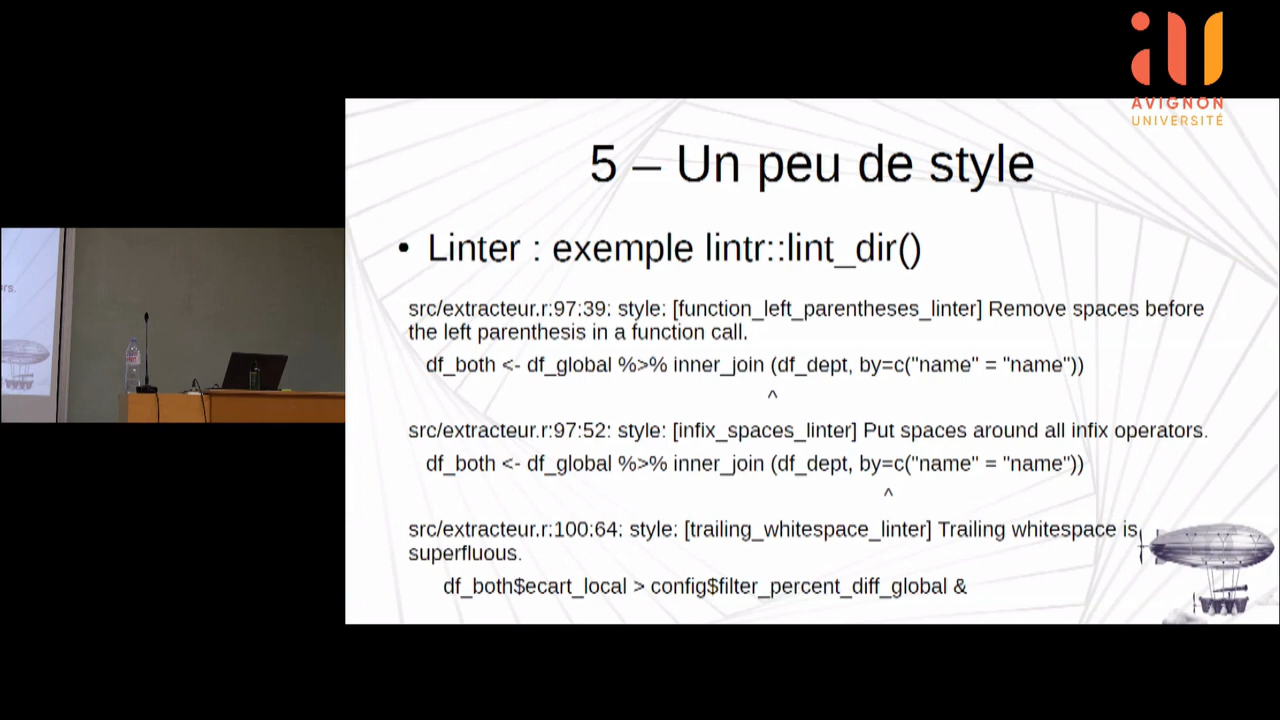 AVIGNON
UNIVERSITÉ
5 – Un peu de style
• Linter : exemple lintr::lint_dir()
src/extracteur.r:97:39: style: [function_left_parentheses_linter] Remove spaces before
the left parenthesis in a function call.
df_both <- df_global %>% inner_join (df_dept, by=c("name" = "name"))
^
src/extracteur.r:97:52: style: [infix_spaces_linter] Put spaces around all infix operators.
df_both <- df_global %>% inner_join (df_dept, by=c("name" = "name"))
^
src/extracteur.r:100:64: style: [trailing_whitespace_linter] Trailing whitespace is
superfluous.
df_both$ecart_local > config$filter_percent_diff_global &
rs.